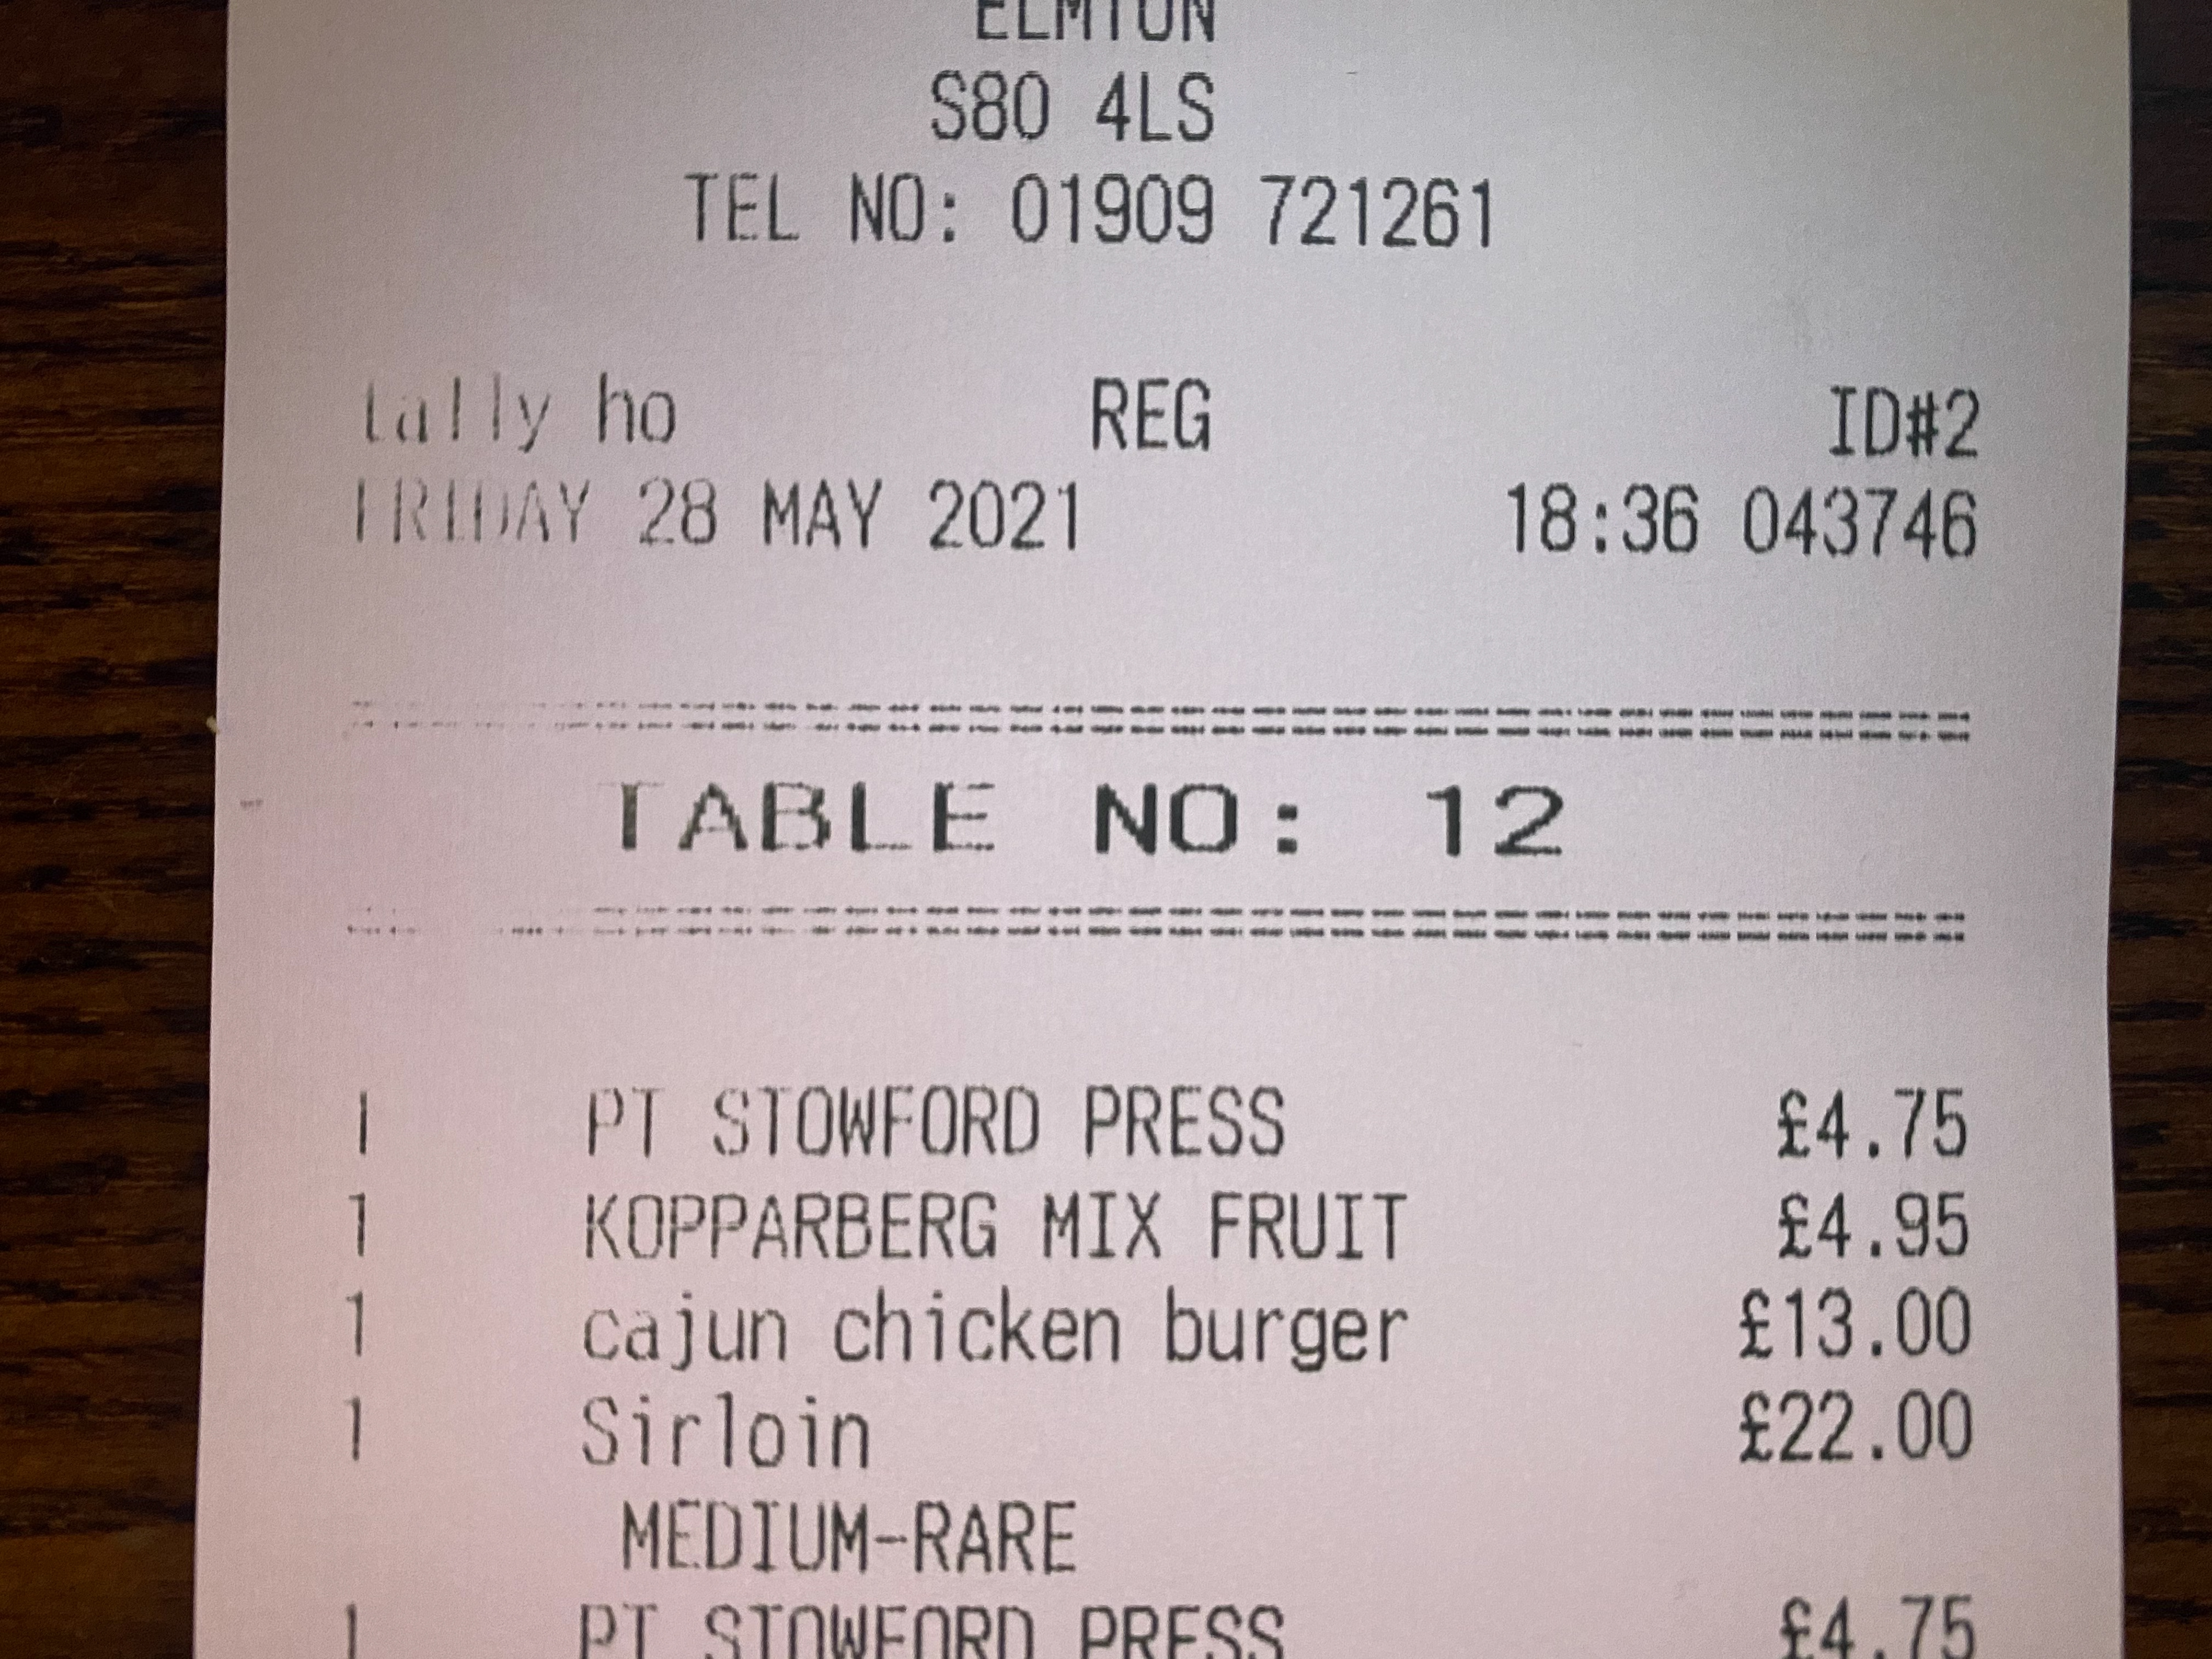 ELMTON
S80 4LS
TEL NO: 01909 721261
tally ho REG ID#2
FRIDAY 28 MAY 2021 18:36 043746
TABLE NO: 12
1 PT STOWFORD PRESS £4.75
1 KOPPARBERG MIX FRUIT £4.95
1 cajun chicken burger £13.00
1 Sirloin £22.00
MEDIUM-RARE
1 PT STOWFORD PRESS £4.75